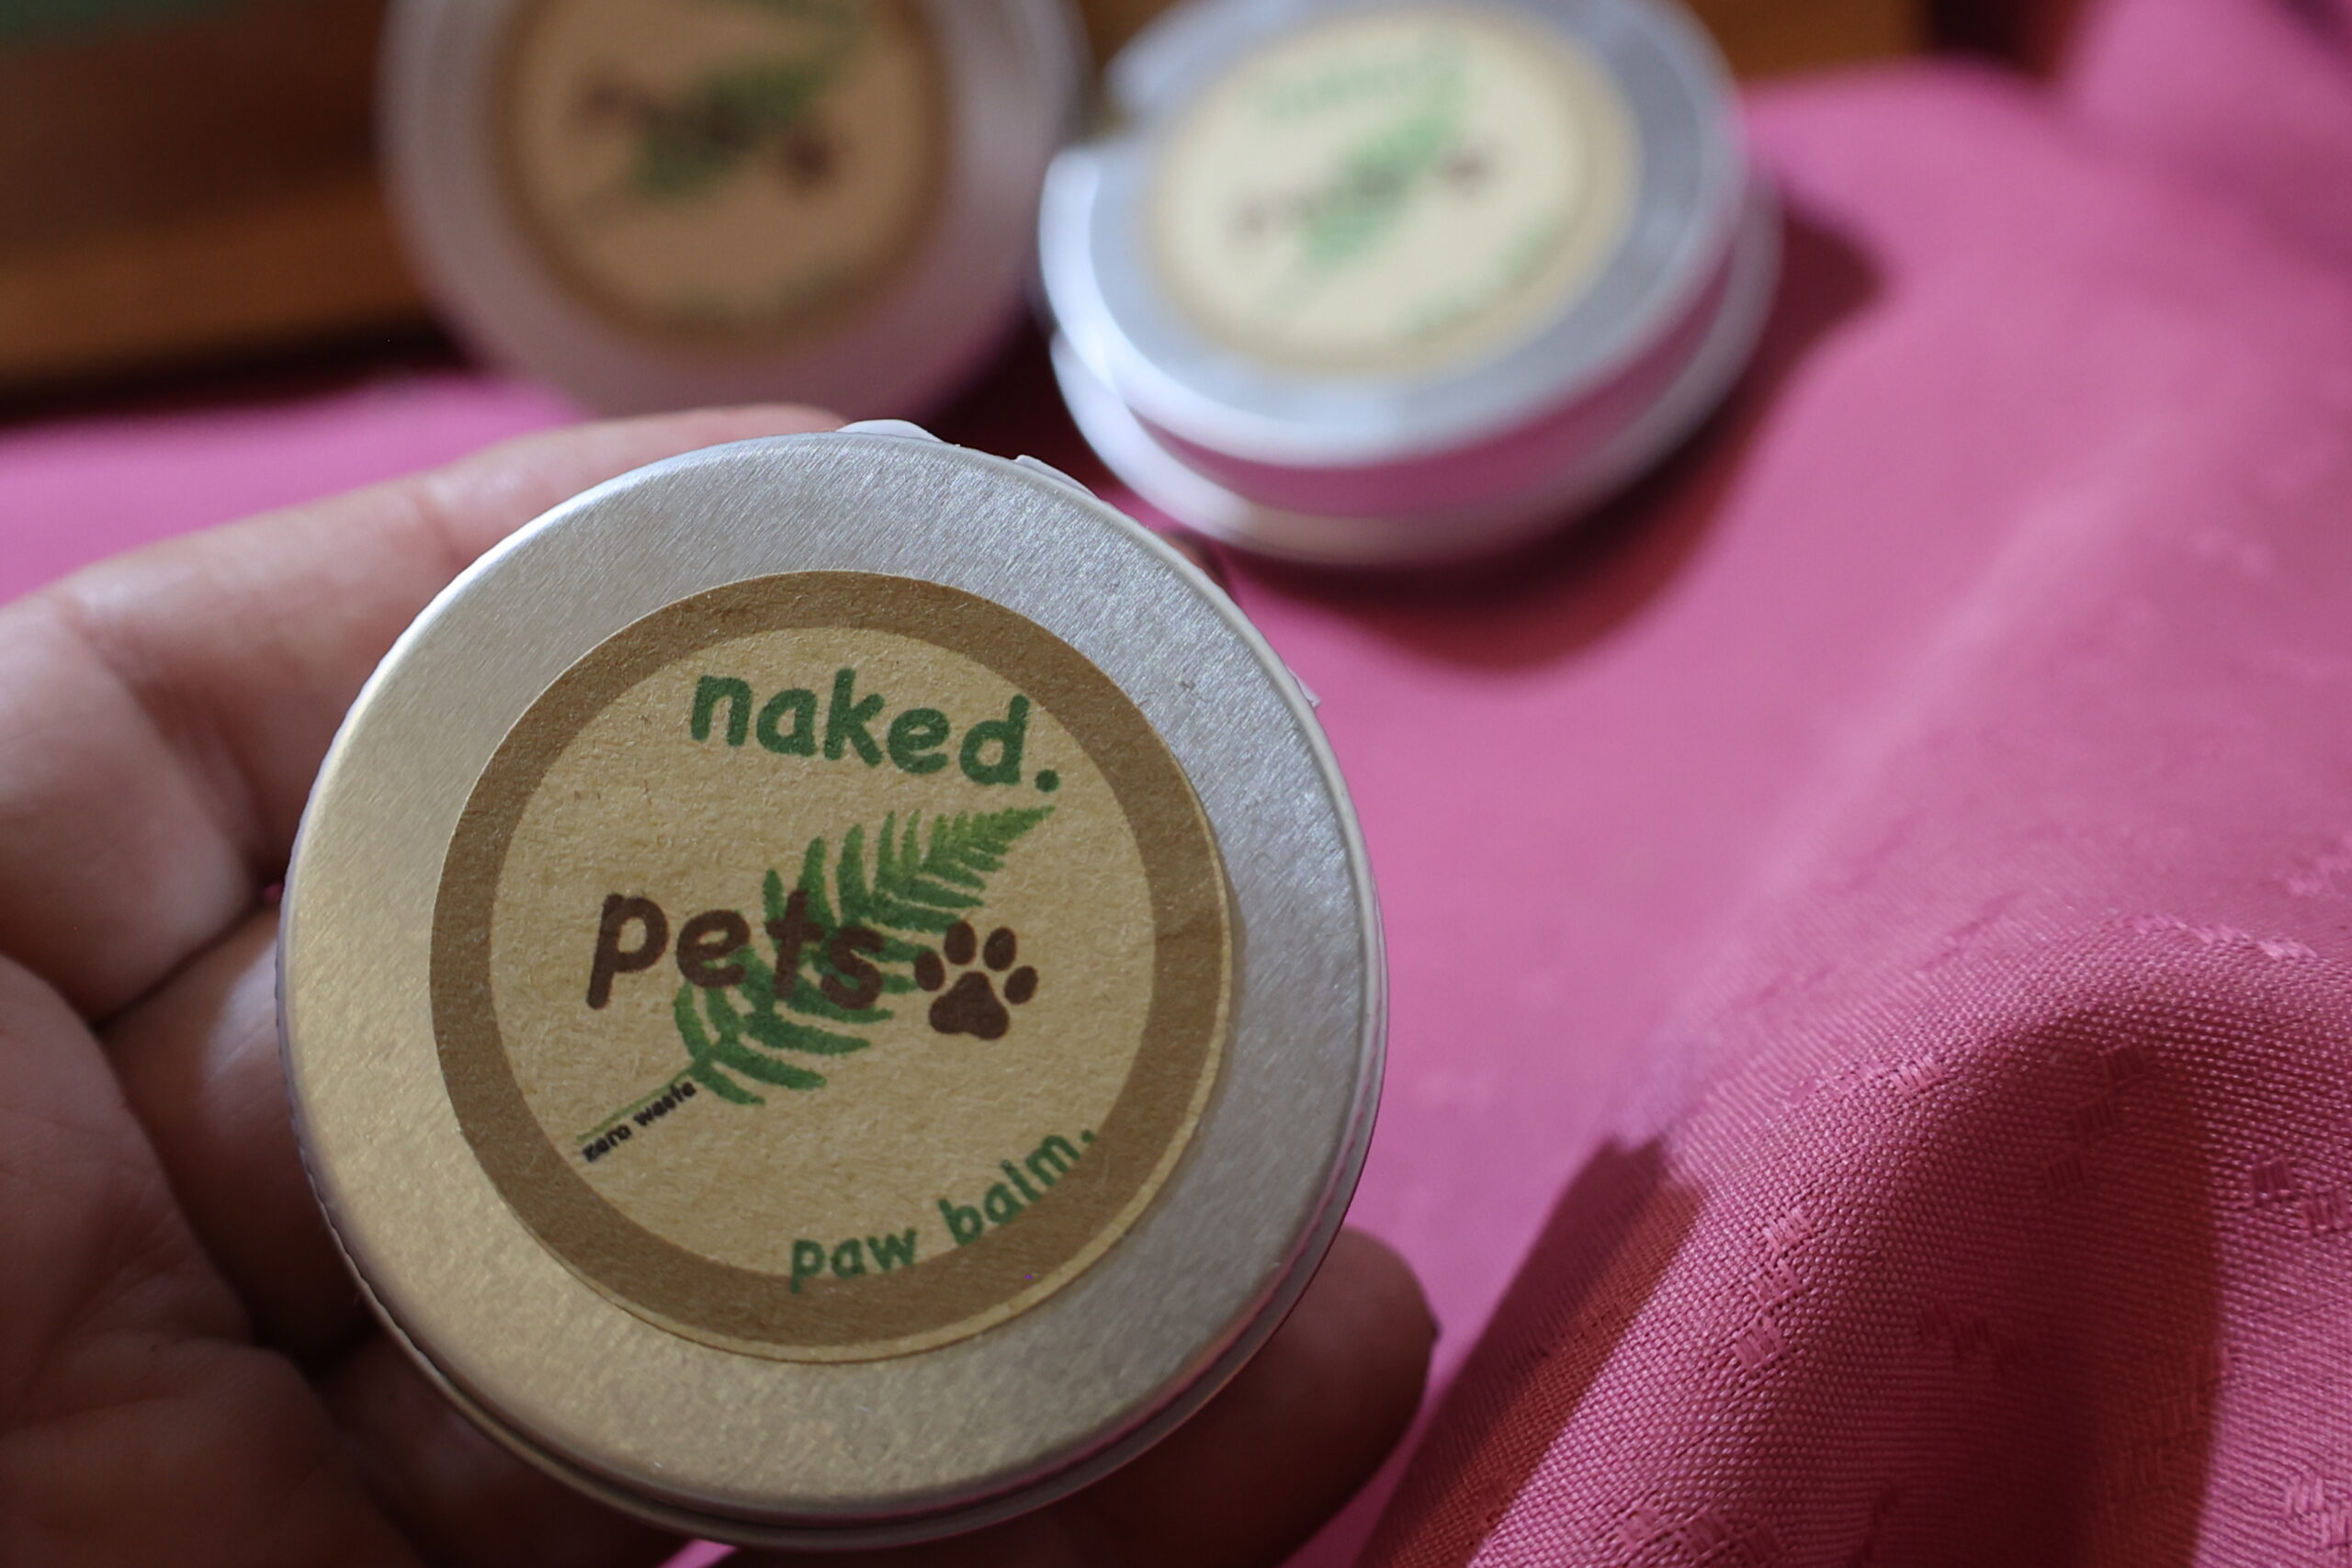 naked.
pets
zero waste
paw balm.